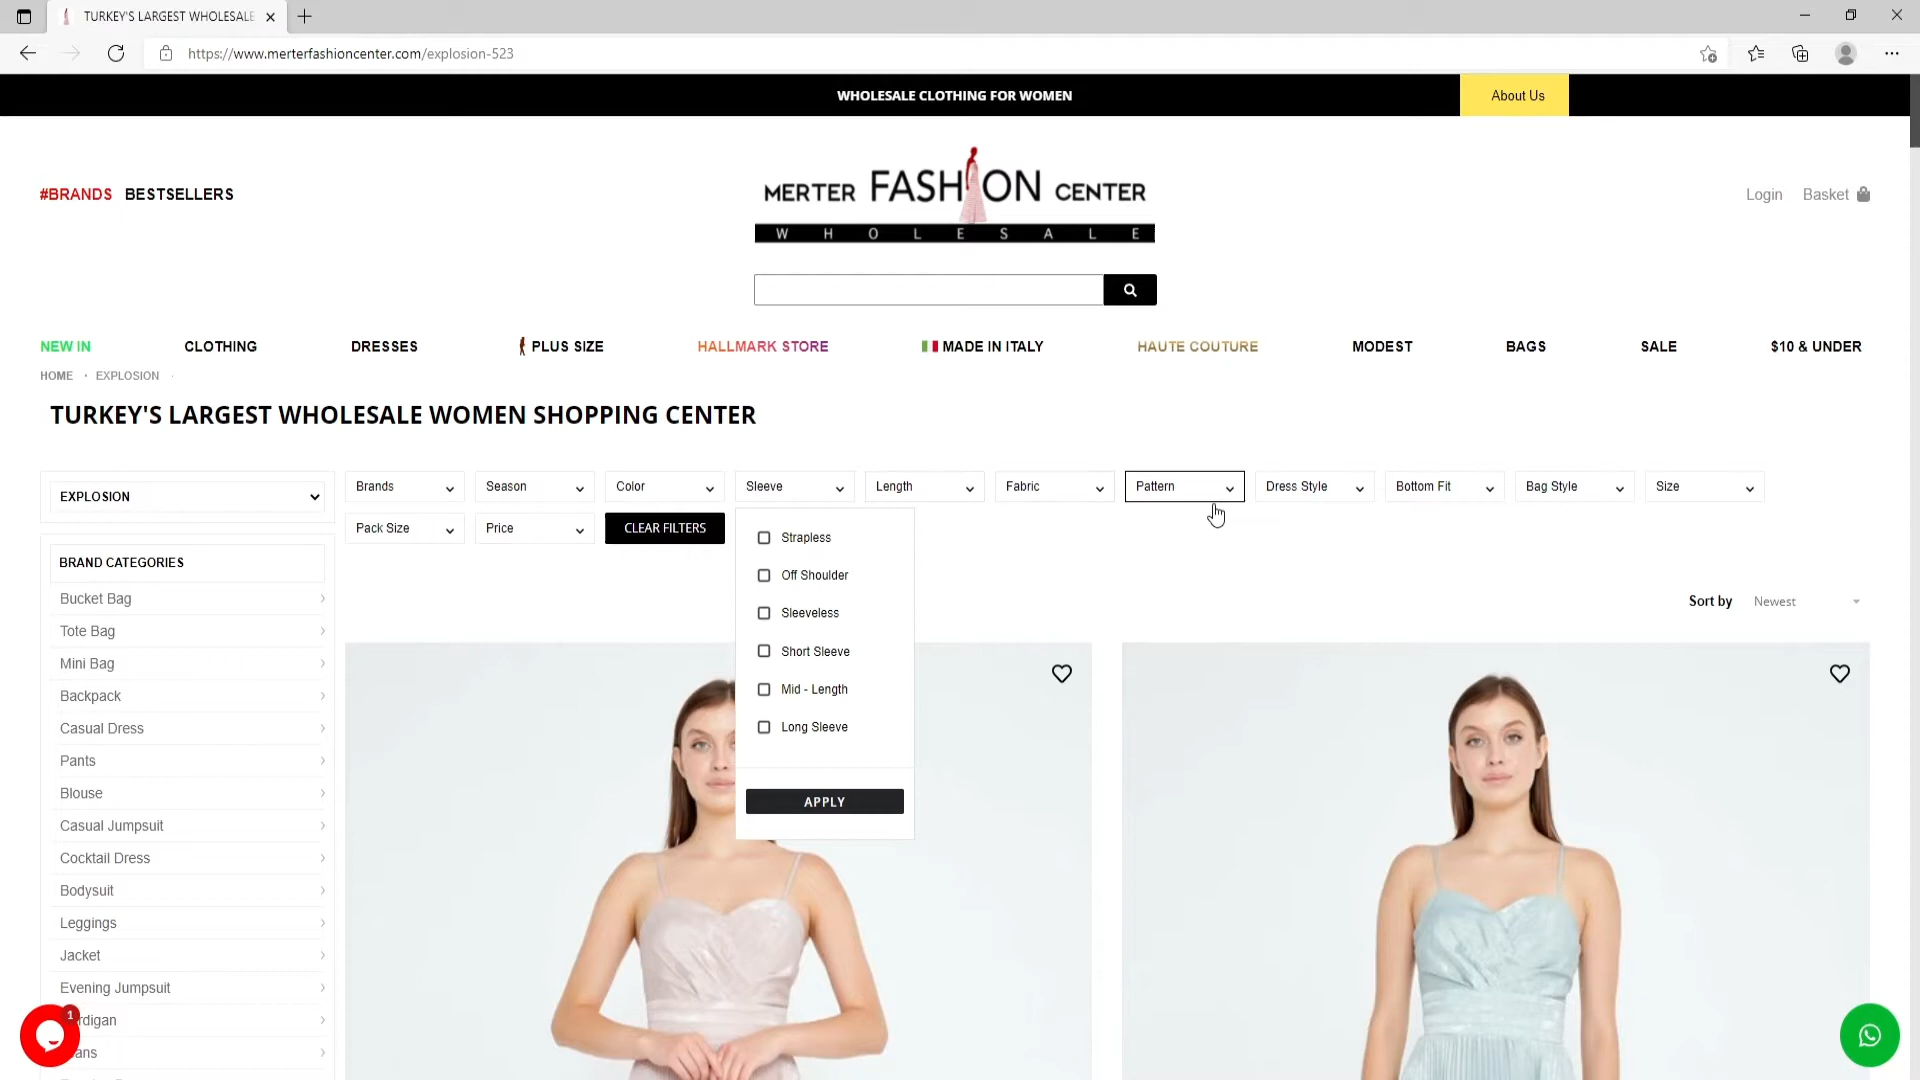 TURKEY'S LARGEST WHOLESALE
https://www.merterfashioncenter.com/explosion-523
WHOLESALE CLOTHING FOR WOMEN
About Us
#BRANDS BESTSELLERS
MERTER FASHION CENTER
WHOLESALE
Login Basket
NEW IN CLOTHING DRESSES PLUS SIZE HALLMARK STORE MADE IN ITALY HAUTE COUTURE MODEST BAGS SALE $10 & UNDER
HOME · EXPLOSION ·
TURKEY'S LARGEST WHOLESALE WOMEN SHOPPING CENTER
EXPLOSION
Brands Season Color Sleeve Length Fabric Pattern Dress Style Bottom Fit Bag Style Size
Pack Size Price CLEAR FILTERS
Strapless
Off Shoulder
Sleeveless
Short Sleeve
Mid - Length
Long Sleeve
APPLY
Sort by Newest
BRAND CATEGORIES
Bucket Bag
Tote Bag
Mini Bag
Backpack
Casual Dress
Pants
Blouse
Casual Jumpsuit
Cocktail Dress
Bodysuit
Leggings
Jacket
Evening Jumpsuit
rdigan
ans
1